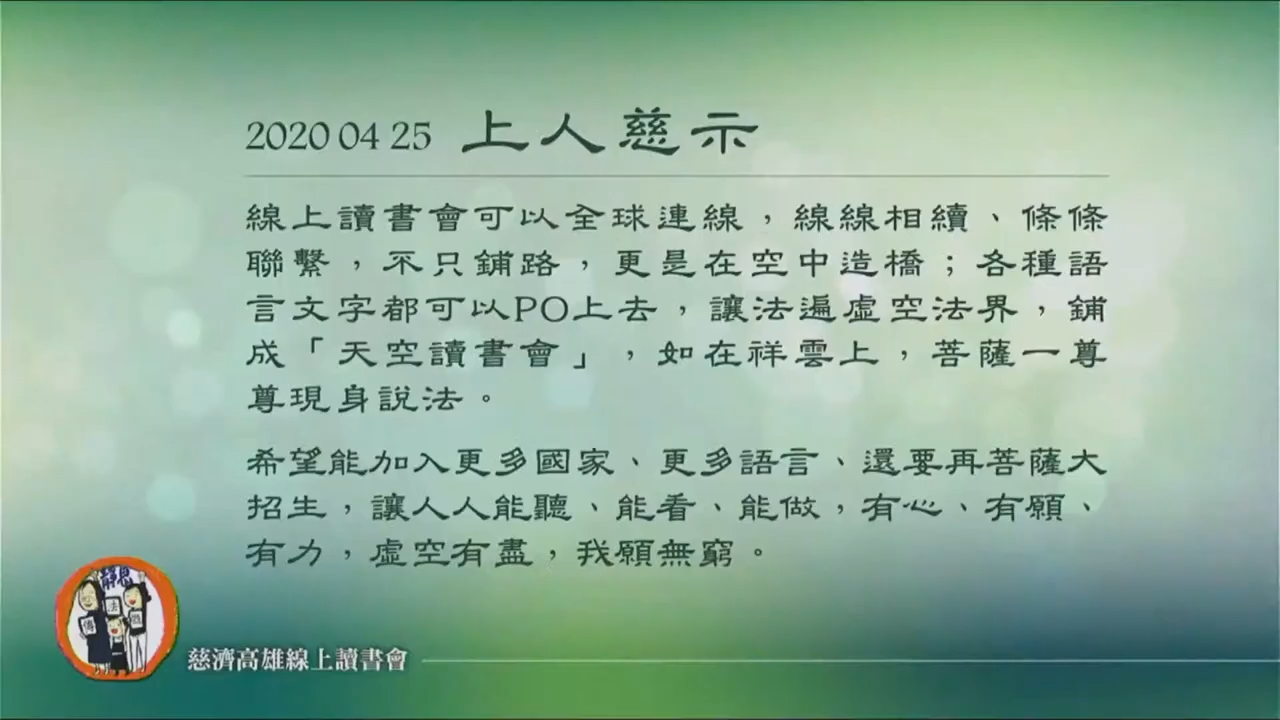 2020 04 25 上人慈示
線上讀書會可以全球連線，線線相續、條條
聯繫，不只鋪路，更是在空中造橋；各種語
言文字都可以PO上去，讓法遍虛空法界，鋪
成「天空讀書會」，如在祥雲上，菩薩一尊
尊現身說法。
希望能加入更多國家、更多語言、還要再菩薩大
招生，讓人人能聽、能看、能做，有心、有願、
有力，虛空有盡，我願無窮。
靜思
法
慈濟高雄線上讀書會